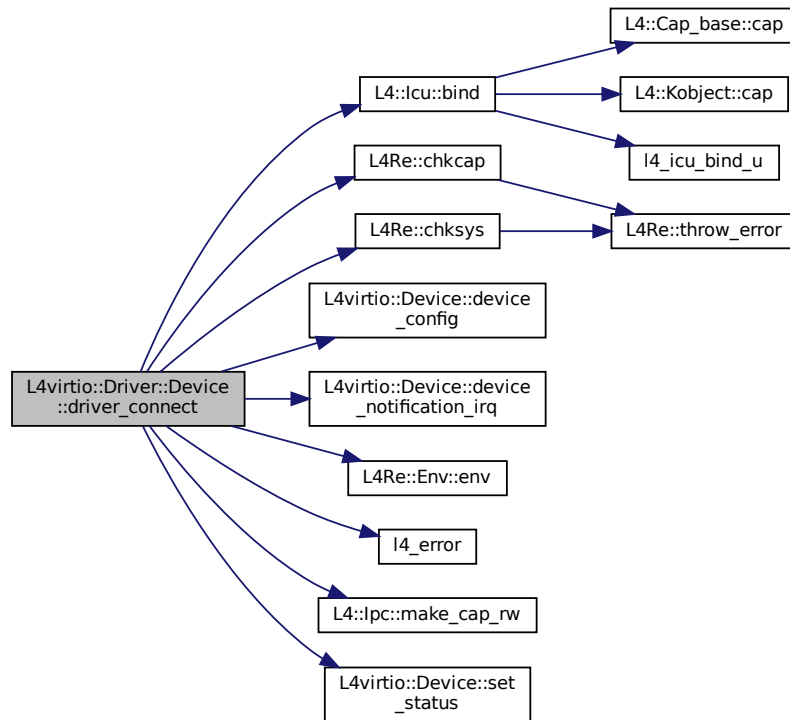 L4::Cap_base::cap
L4::Icu::bind
L4::Kobject::cap
l4_icu_bind_u
L4Re::chkcap
L4Re::chksys
L4Re::throw_error
L4virtio::Device::device
_config
L4virtio::Driver::Device
::driver_connect
L4virtio::Device::device
_notification_irq
L4Re::Env::env
l4_error
L4::Ipc::make_cap_rw
L4virtio::Device::set
_status